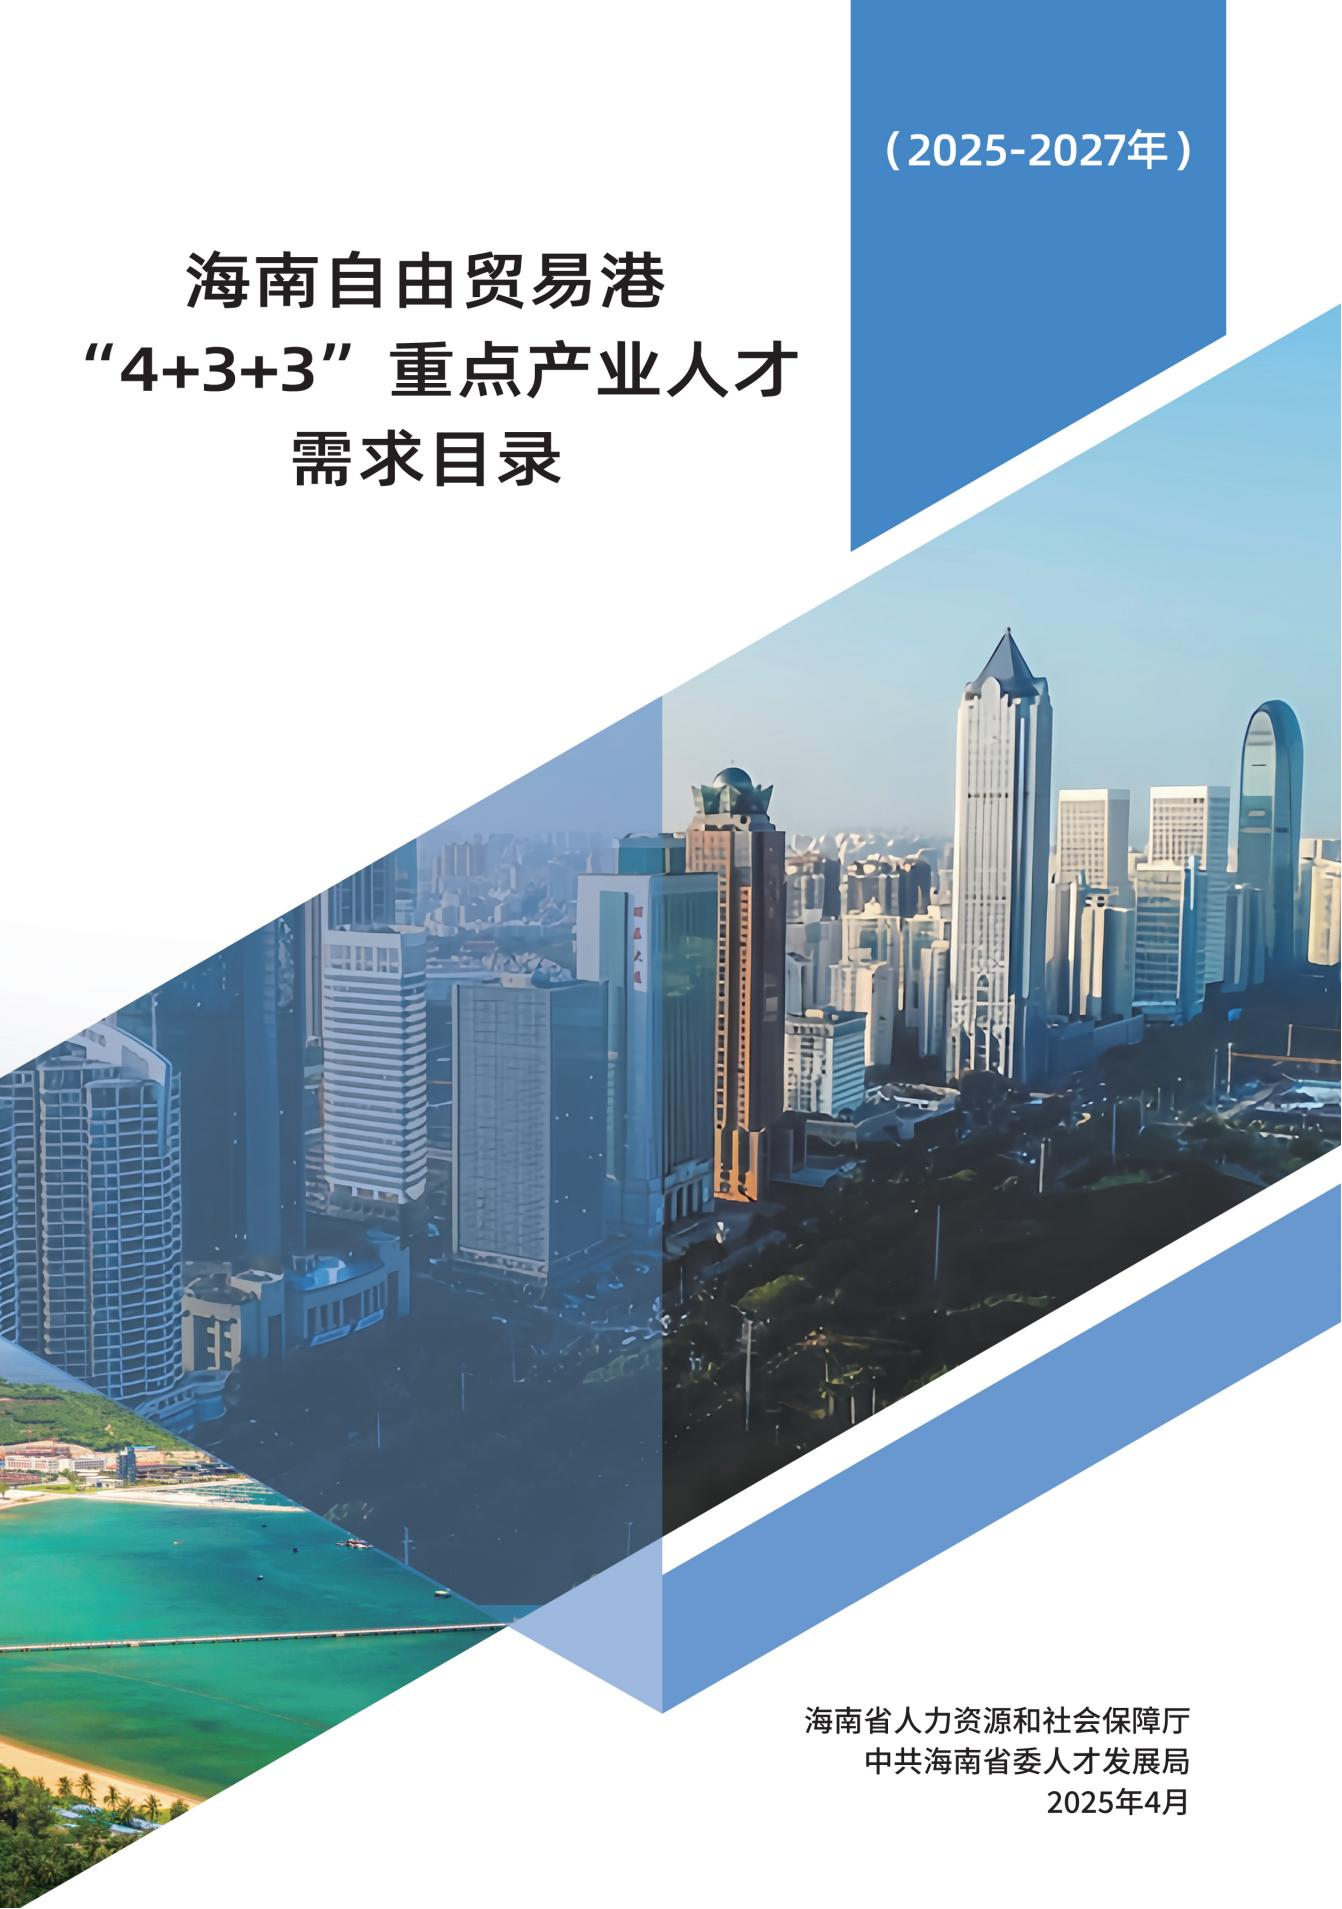 （2025-2027年）
海南自由贸易港
“4+3+3”重点产业人才
需求目录
海南省人力资源和社会保障厅
中共海南省委人才发展局
2025年4月